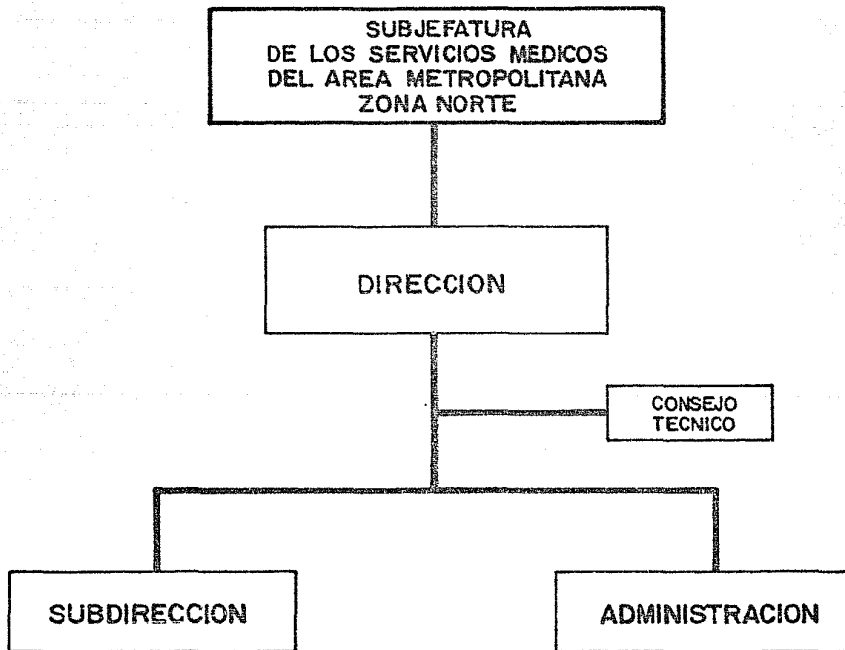 SUBJEFATURA
DE LOS SERVICIOS MEDICOS
DEL AREA METROPOLITANA
ZONA NORTE
DIRECCION
CONSEJO
TECNICO
SUBDIRECCION
ADMINISTRACION